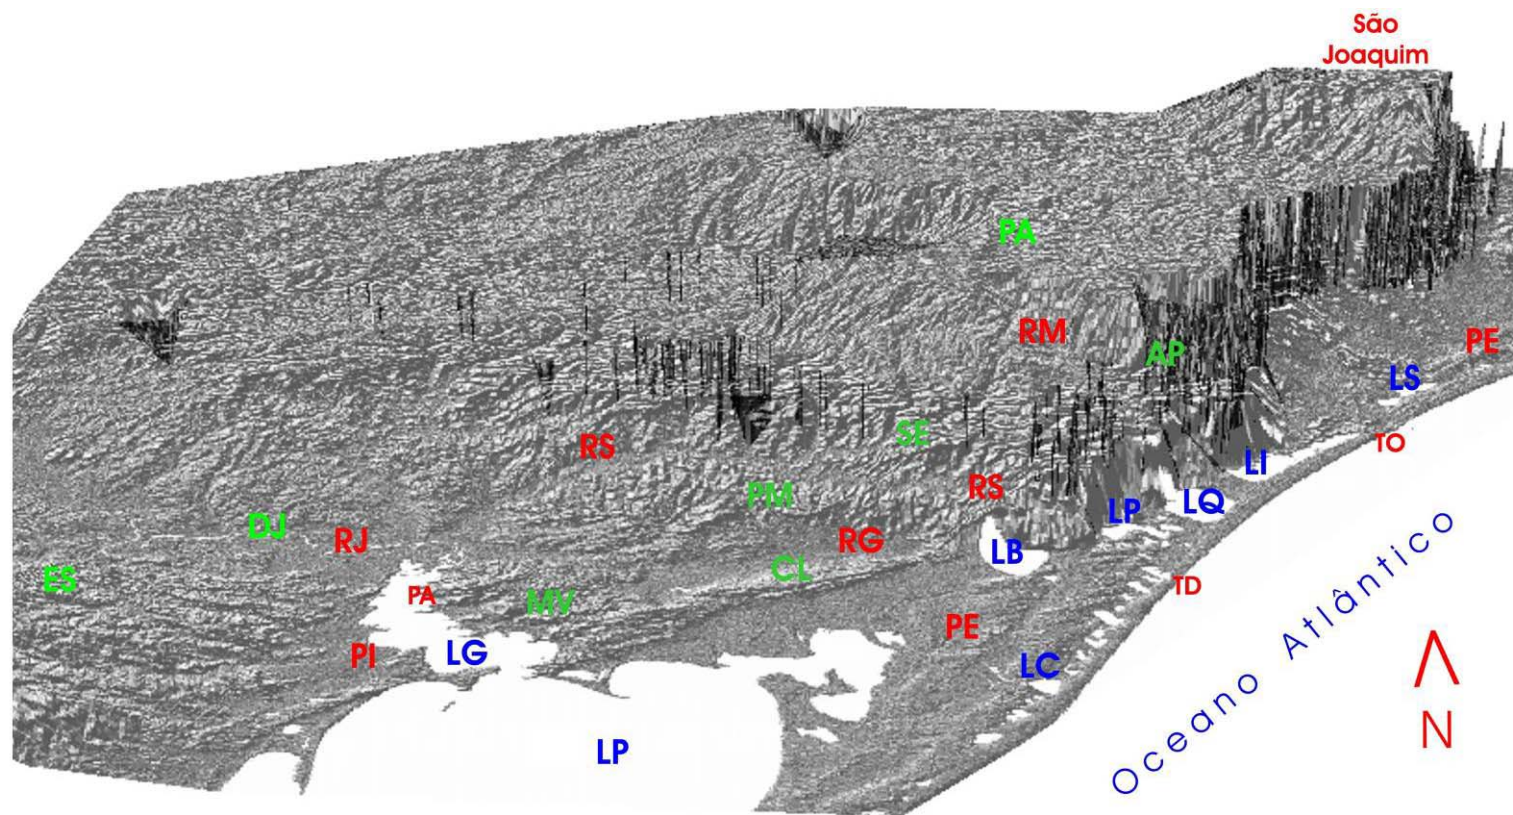 São
Joaquim
PA
RM
AP
PE
LS
RS
SE
TO
LI
RS
PM
LP
LQ
DJ
RJ
RG
LB
CL
ES
PA
MV
TD
PE
PI
LG
LC
LP
Oceano Atlântico
N